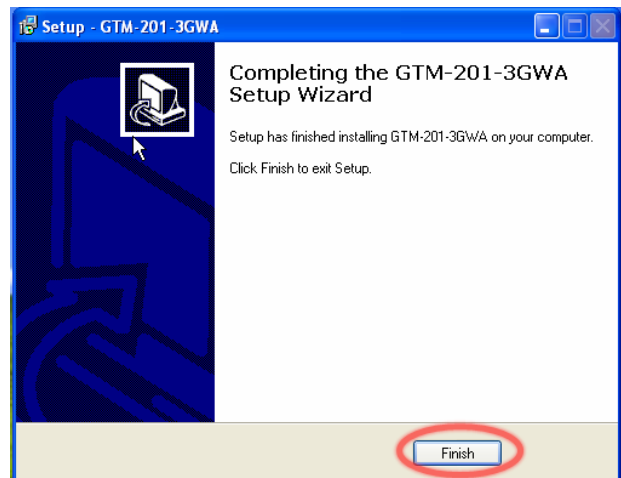 Setup - GTM-201-3GWA
Completing the GTM-201-3GWA
Setup Wizard
Setup has finished installing GTM-201-3GWA on your computer.
Click Finish to exit Setup.
Finish